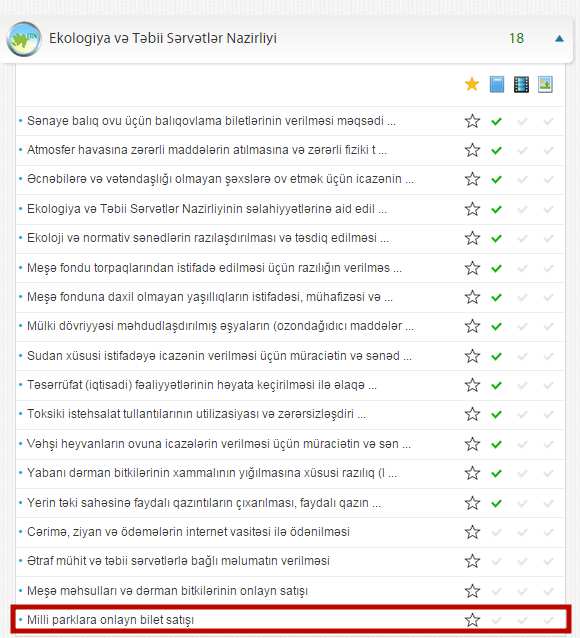 Ekologiya və Təbii Sərvətlər Nazirliyi 18
Sənaye balıq ovu üçün balıqovlama biletlərinin verilməsi məqsədi ...
Atmosfer havasına zərərli maddələrin atılmasına və zərərli fiziki t ...
Əcnəbilərə və vətəndaşlığı olmayan şəxslərə ov etmək üçün icazənin ...
Ekologiya və Təbii Sərvətlər Nazirliyinin səlahiyyətlərinə aid edil ...
Ekoloji və normativ sənədlərin razılaşdırılması və təsdiq edilməsi ...
Meşə fondu torpaqlarından istifadə edilməsi üçün razılığın verilməs ...
Meşə fonduna daxil olmayan yaşıllıqların istifadəsi, mühafizəsi və ...
Mülki dövriyyəsi məhdudlaşdırılmış əşyaların (ozondağıdıcı maddələr ...
Sudan xüsusi istifadəyə icazənin verilməsi üçün müraciətin və sənəd ...
Təsərrüfat (iqtisadi) fəaliyyətlərinin həyata keçirilməsi ilə əlaqə ...
Toksiki istehsalat tullantılarının utilizasiyası və zərərsizləşdiri ...
Vəhşi heyvanların ovuna icazələrin verilməsi üçün müraciətin və sən ...
Yabanı dərman bitkilərinin xammalının yığılmasına xüsusi razılıq (l ...
Yerin təki sahəsinə faydalı qazıntıların çıxarılması, faydalı qazın ...
Cərimə, ziyan və ödəmələrin internet vasitəsi ilə ödənilməsi
Ətraf mühit və təbii sərvətlərlə bağlı məlumatın verilməsi
Meşə məhsulları və dərman bitkilərinin onlayn satışı
Milli parklara onlayn bilet satışı